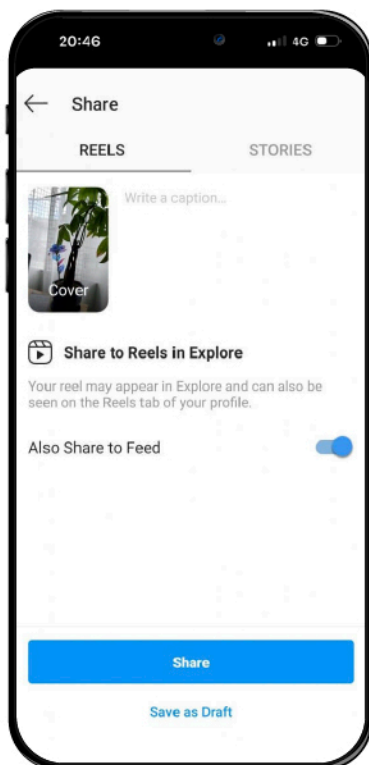 20:46
4G
Share
REELS
STORIES
Write a caption...
Cover
Share to Reels in Explore
Your reel may appear in Explore and can also be
seen on the Reels tab of your profile.
Also Share to Feed
Share
Save as Draft